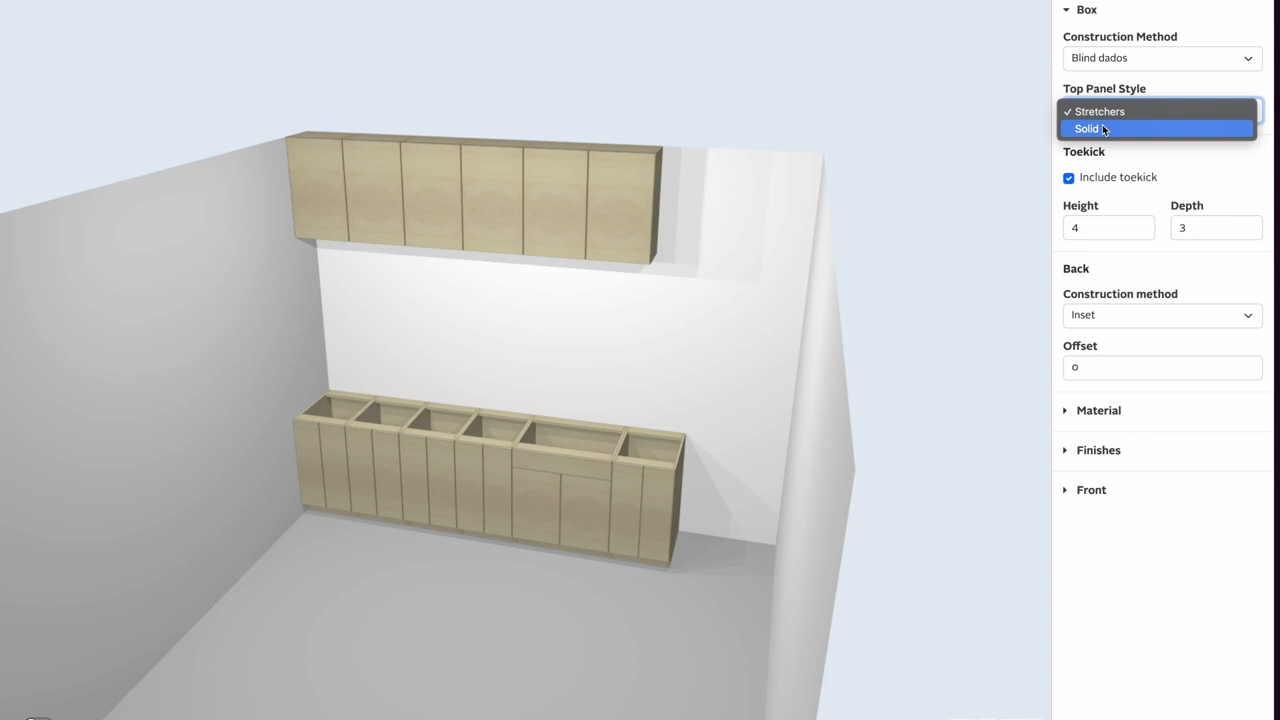 Box
Construction Method
Blind dados
Top Panel Style
✓ Stretchers
Solid
Toekick
Include toekick
Height Depth
4 3
Back
Construction method
Inset
Offset
0
Material
Finishes
Front